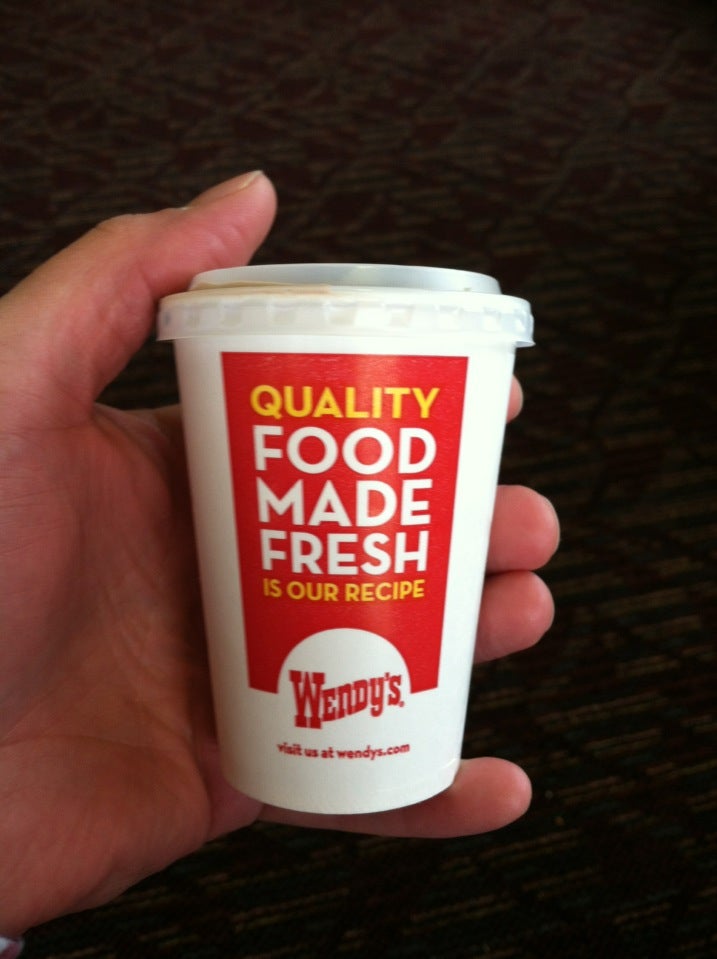 QUALITY
FOOD
MADE
FRESH
IS OUR RECIPE
WENDY'S®
visit us at wendys.com